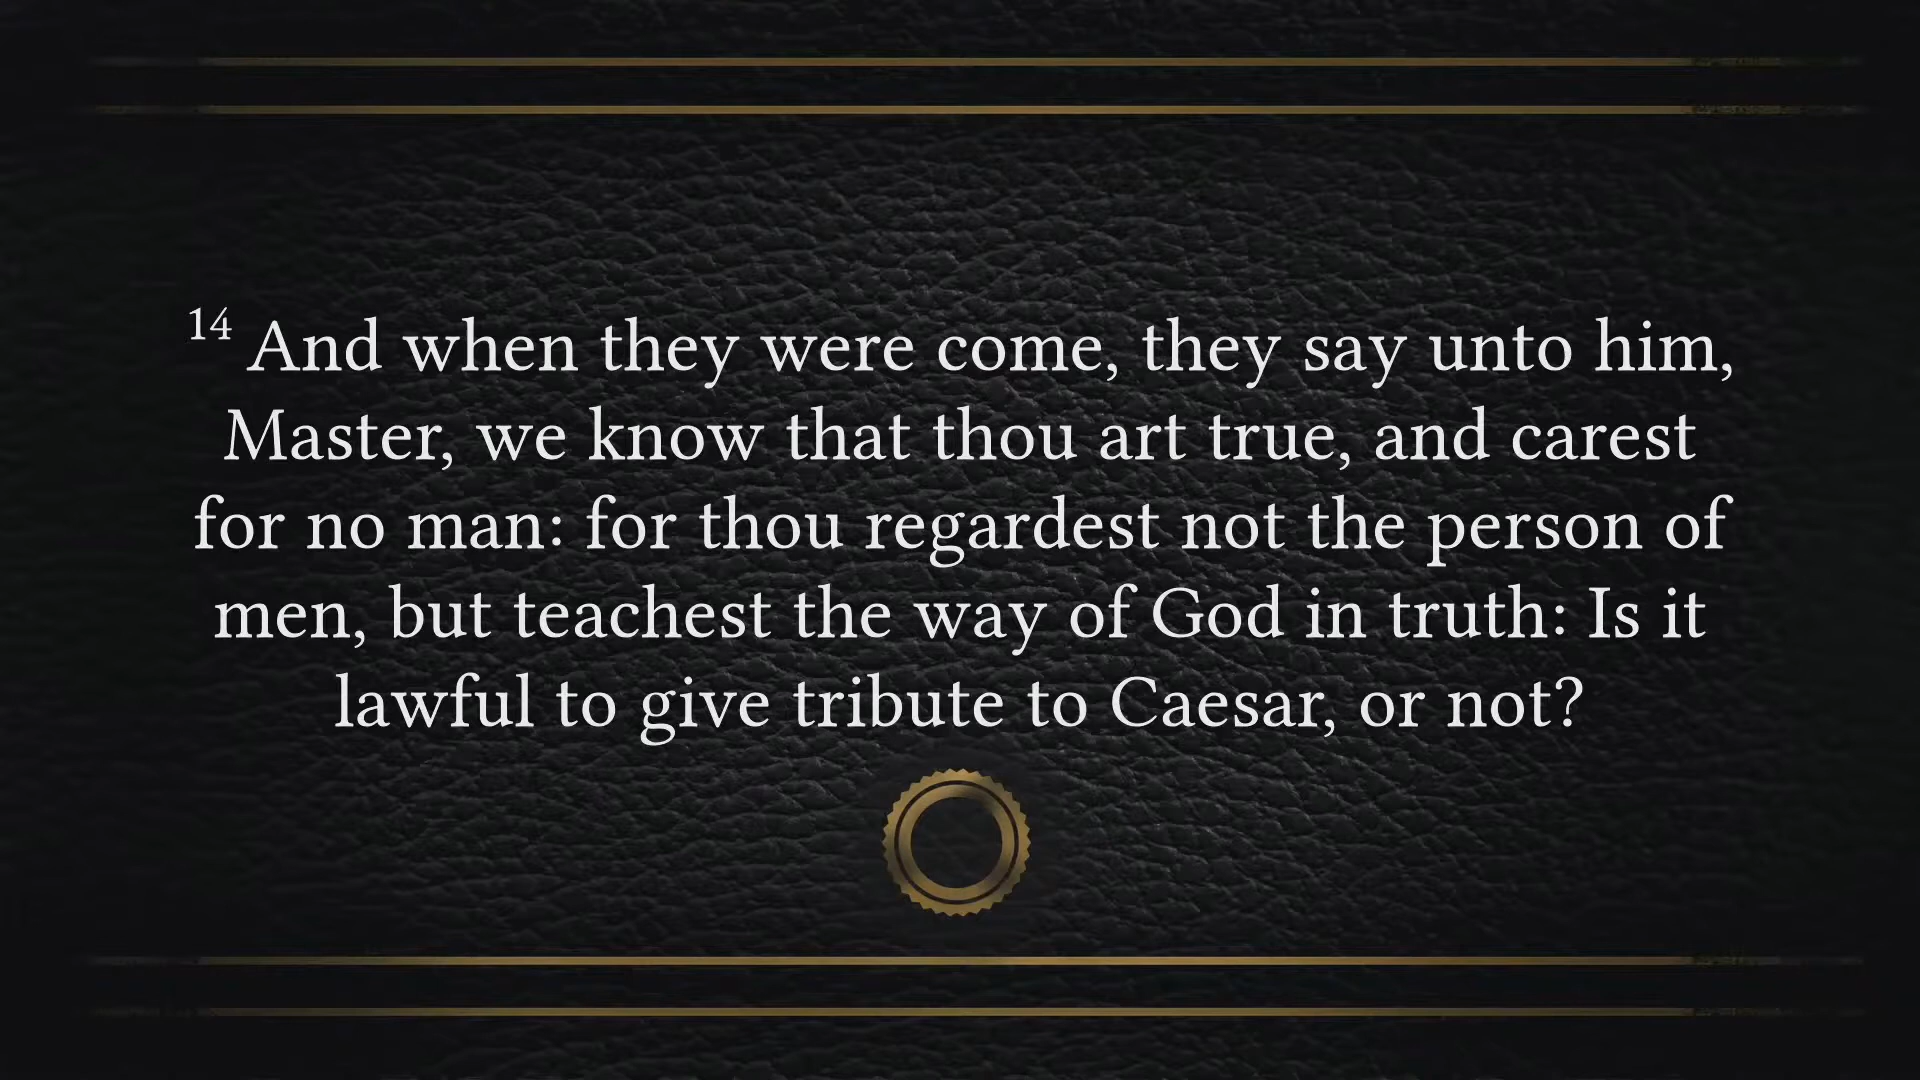 14 And when they were come, they say unto him,
Master, we know that thou art true, and carest
for no man: for thou regardest not the person of
men, but teachest the way of God in truth: Is it
lawful to give tribute to Caesar, or not?